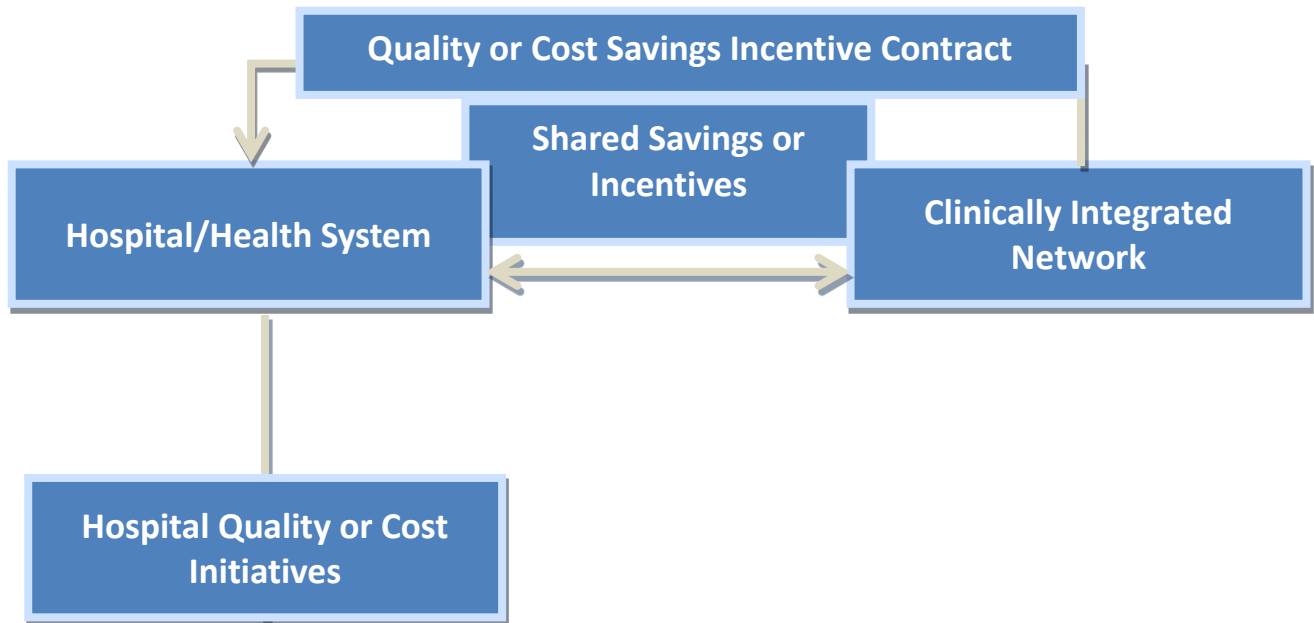 Quality or Cost Savings Incentive Contract
Shared Savings or
Incentives
Hospital/Health System
Clinically Integrated
Network
Hospital Quality or Cost
Initiatives